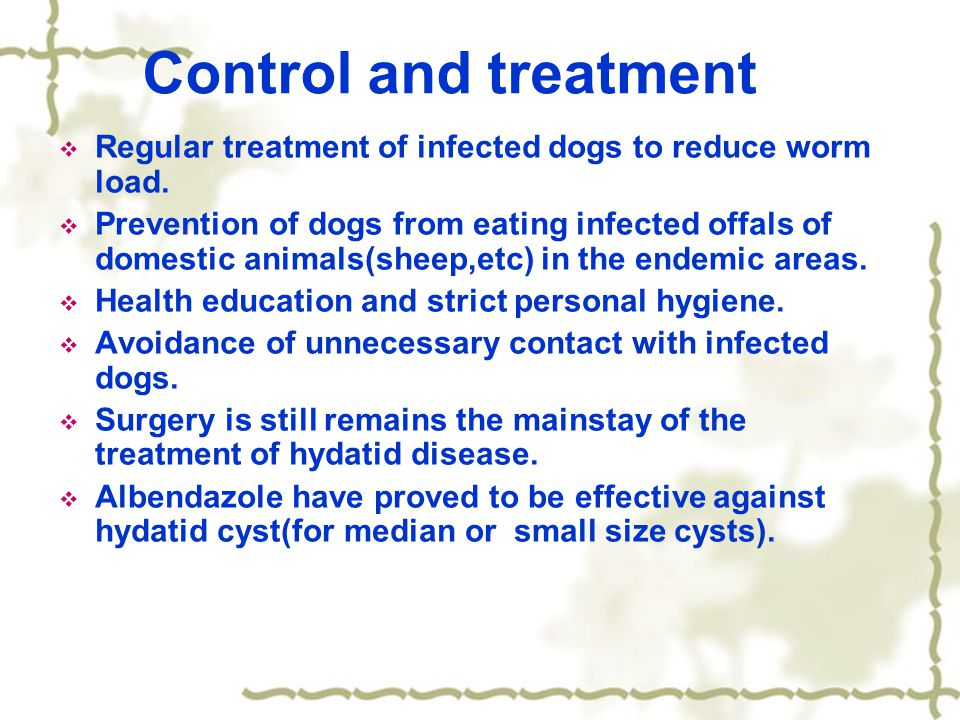 Control and treatment
Regular treatment of infected dogs to reduce worm
load.
Prevention of dogs from eating infected offals of
domestic animals(sheep,etc) in the endemic areas.
Health education and strict personal hygiene.
Avoidance of unnecessary contact with infected
dogs.
Surgery is still remains the mainstay of the
treatment of hydatid disease.
Albendazole have proved to be effective against
hydatid cyst(for median or  small size cysts).